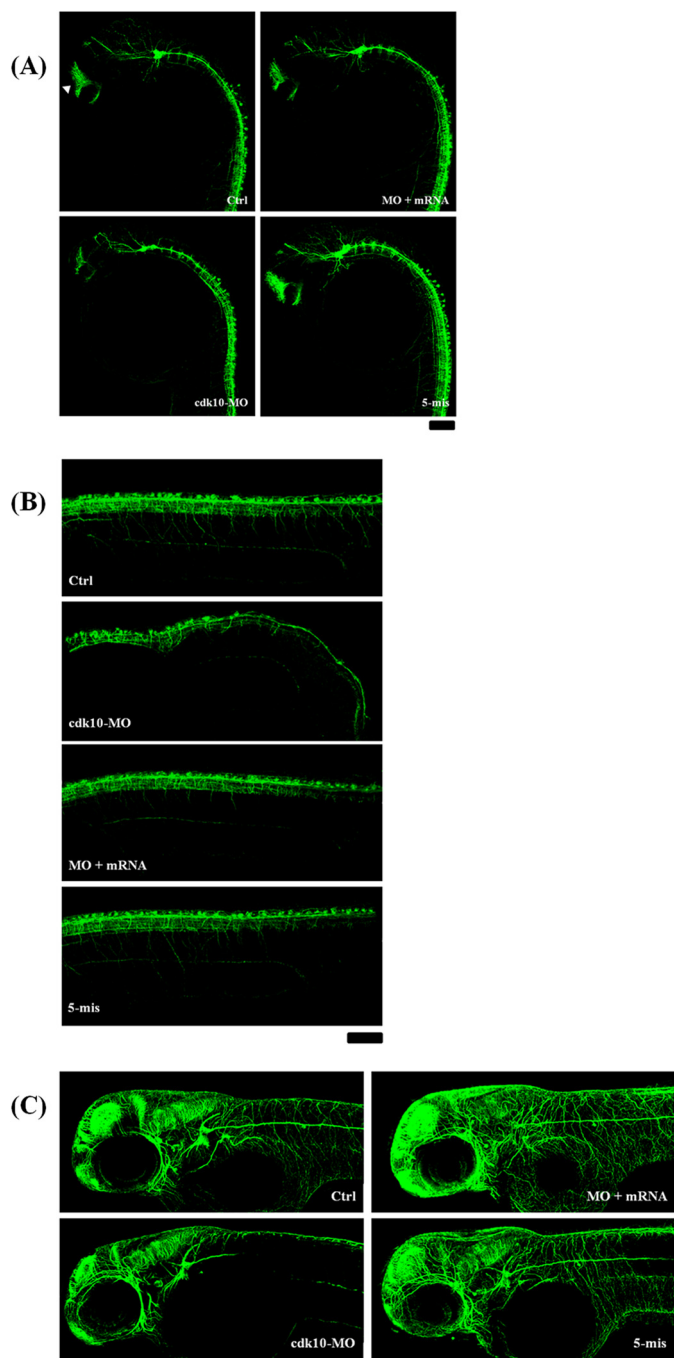 (A)
Ctrl
MO + mRNA
cdk10-MO
5-mis
(B)
Ctrl
cdk10-MO
MO + mRNA
5-mis
(C)
Ctrl
MO + mRNA
cdk10-MO
5-mis